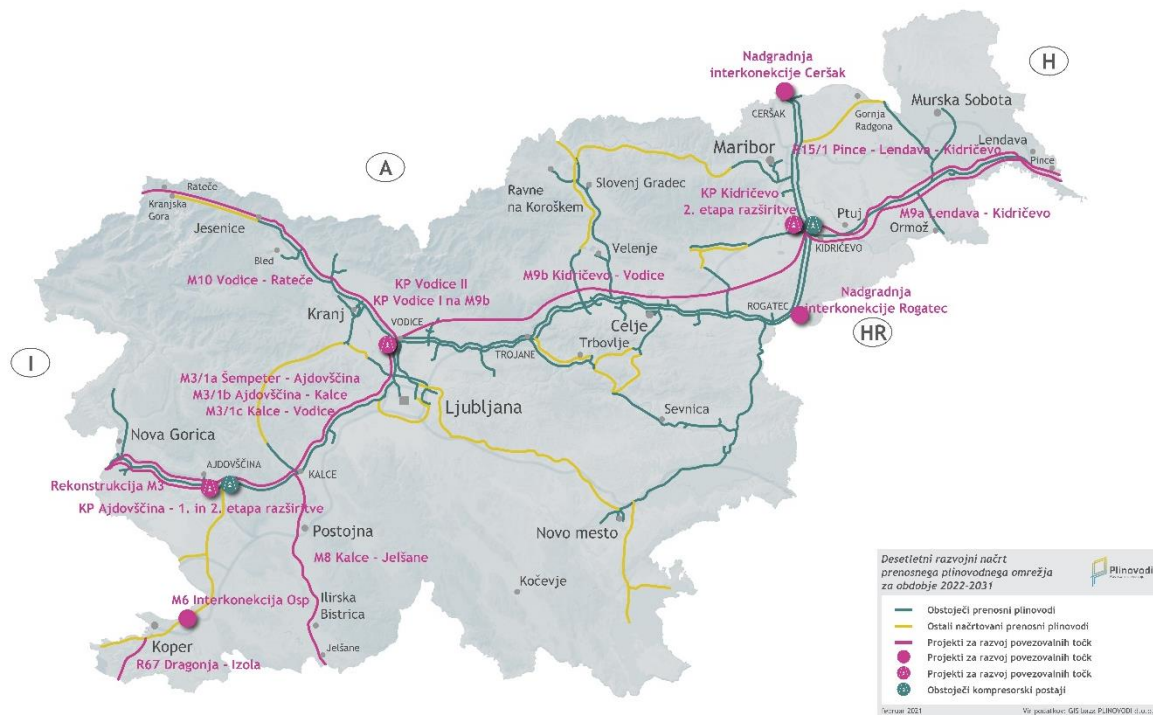 Nadgradnja
interkonekcije Ceršak
H
CERŠAK
Gornja
Radgona
Murska Sobota
Maribor
R15/1 Pince - Lendava - Kidričevo
Lendava
Pince
A
Rateče
Kranjska
Gora
Jesenice
Ravne
na Koroškem
Slovenj Gradec
KP Kidričevo
2. etapa razširitve
Ptuj
M9a Lendava - Kidričevo
Ormož
KIDRIČEVO
Bled
Velenje
M10 Vodice - Rateče
KP Vodice II
KP Vodice I na M9b
M9b Kidričevo - Vodice
Kranj
VODICE
ROGATEC
Nadgradnja
interkonekcije Rogatec
HR
Celje
TROJANE
Trbovlje
I
M3/1a Šempeter - Ajdovščina
M3/1b Ajdovščina - Kalce
M3/1c Kalce - Vodice
Ljubljana
Sevnica
Nova Gorica
AJDOVŠČINA
KALCE
Rekonstrukcija M3
KP Ajdovščina - 1. in 2. etapa razširitve
Postojna
Novo mesto
M8 Kalce - Jelšane
Kočevje
M6 Interkonekcija Osp
Ilirska
Bistrica
Koper
Jelšane
R67 Dragonja - Izola
Desetletni razvojni načrt
prenosnega plinovodnega omrežja
za obdobje 2022-2031
Plinovodi
Obstoječi prenosni plinovodi
Ostali načrtovani prenosni plinovodi
Projekti za razvoj povezovalnih točk
Projekti za razvoj povezovalnih točk
Projekti za razvoj povezovalnih točk
Obstoječi kompresorski postaji
februar 2021
Vir podatkov: GIS baza PLINOVODI d.o.o.